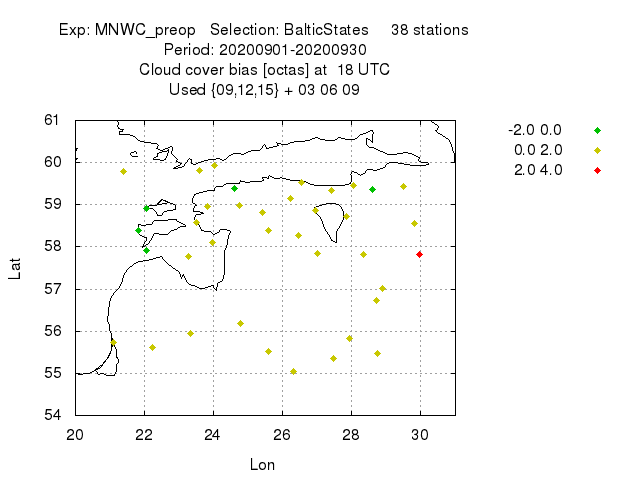 Exp: MNWC_preop Selection: BalticStates 38 stations
Period: 20200901-20200930
Cloud cover bias [octas] at 18 UTC
Used {09,12,15} + 03 06 09
-2.0 0.0
0.0 2.0
2.0 4.0
61
60
59
58
57
56
55
54
Lat
20 22 24 26 28 30
Lon